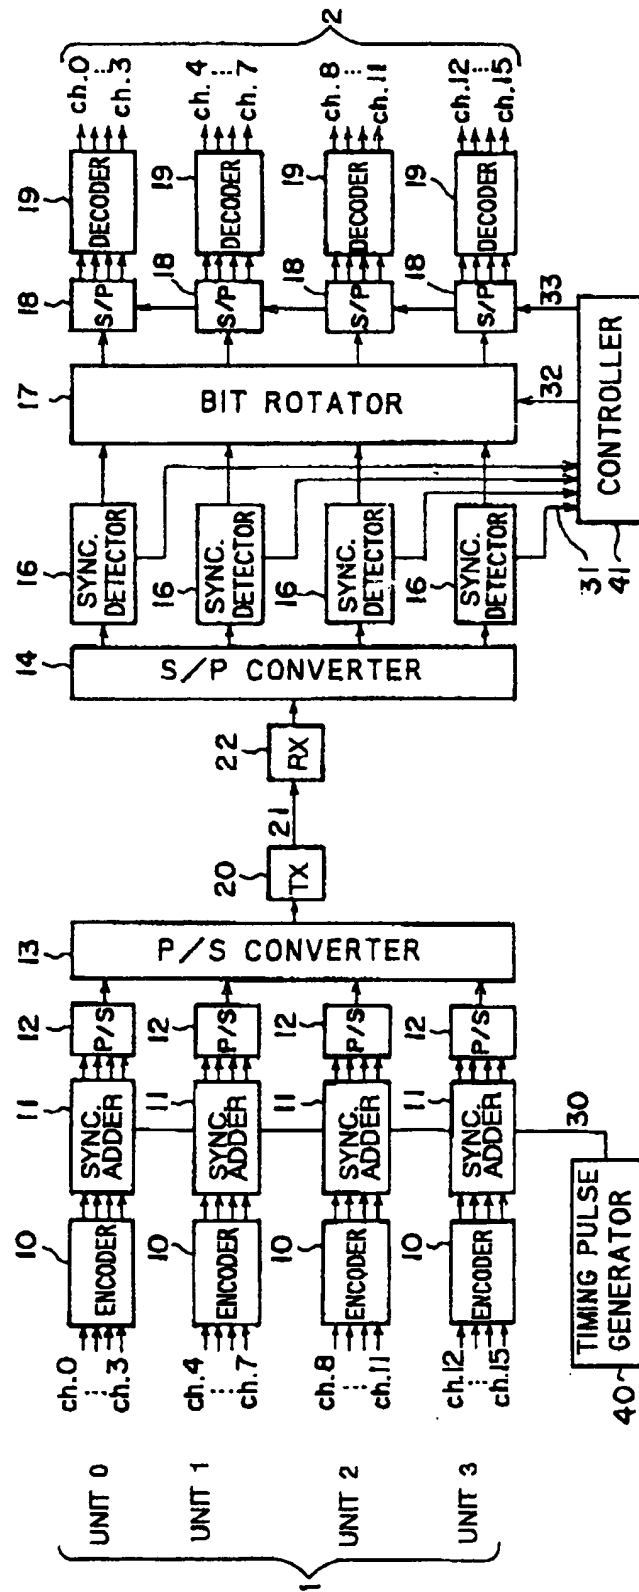 1
UNIT 0
UNIT 1
UNIT 2
UNIT 3
ch.0
ch.3
ch.4
ch.7
ch.8
ch.11
ch.12
ch.15
10
ENCODER
10
ENCODER
10
ENCODER
10
ENCODER
11
SYNC.
ADDER
11
SYNC.
ADDER
11
SYNC.
ADDER
11
SYNC.
ADDER
30
40
TIMING PULSE
GENERATOR
12
P/S
12
P/S
12
P/S
12
P/S
13
P/S CONVERTER
20
TX
21
22
RX
14
S/P CONVERTER
16
SYNC.
DETECTOR
16
SYNC.
DETECTOR
16
SYNC.
DETECTOR
16
SYNC.
DETECTOR
31
41
CONTROLLER
32
33
17
BIT ROTATOR
18
S/P
18
S/P
18
S/P
18
S/P
19
DECODER
19
DECODER
19
DECODER
19
DECODER
ch.0
ch.3
ch.4
ch.7
ch.8
ch.11
ch.12
ch.15
2